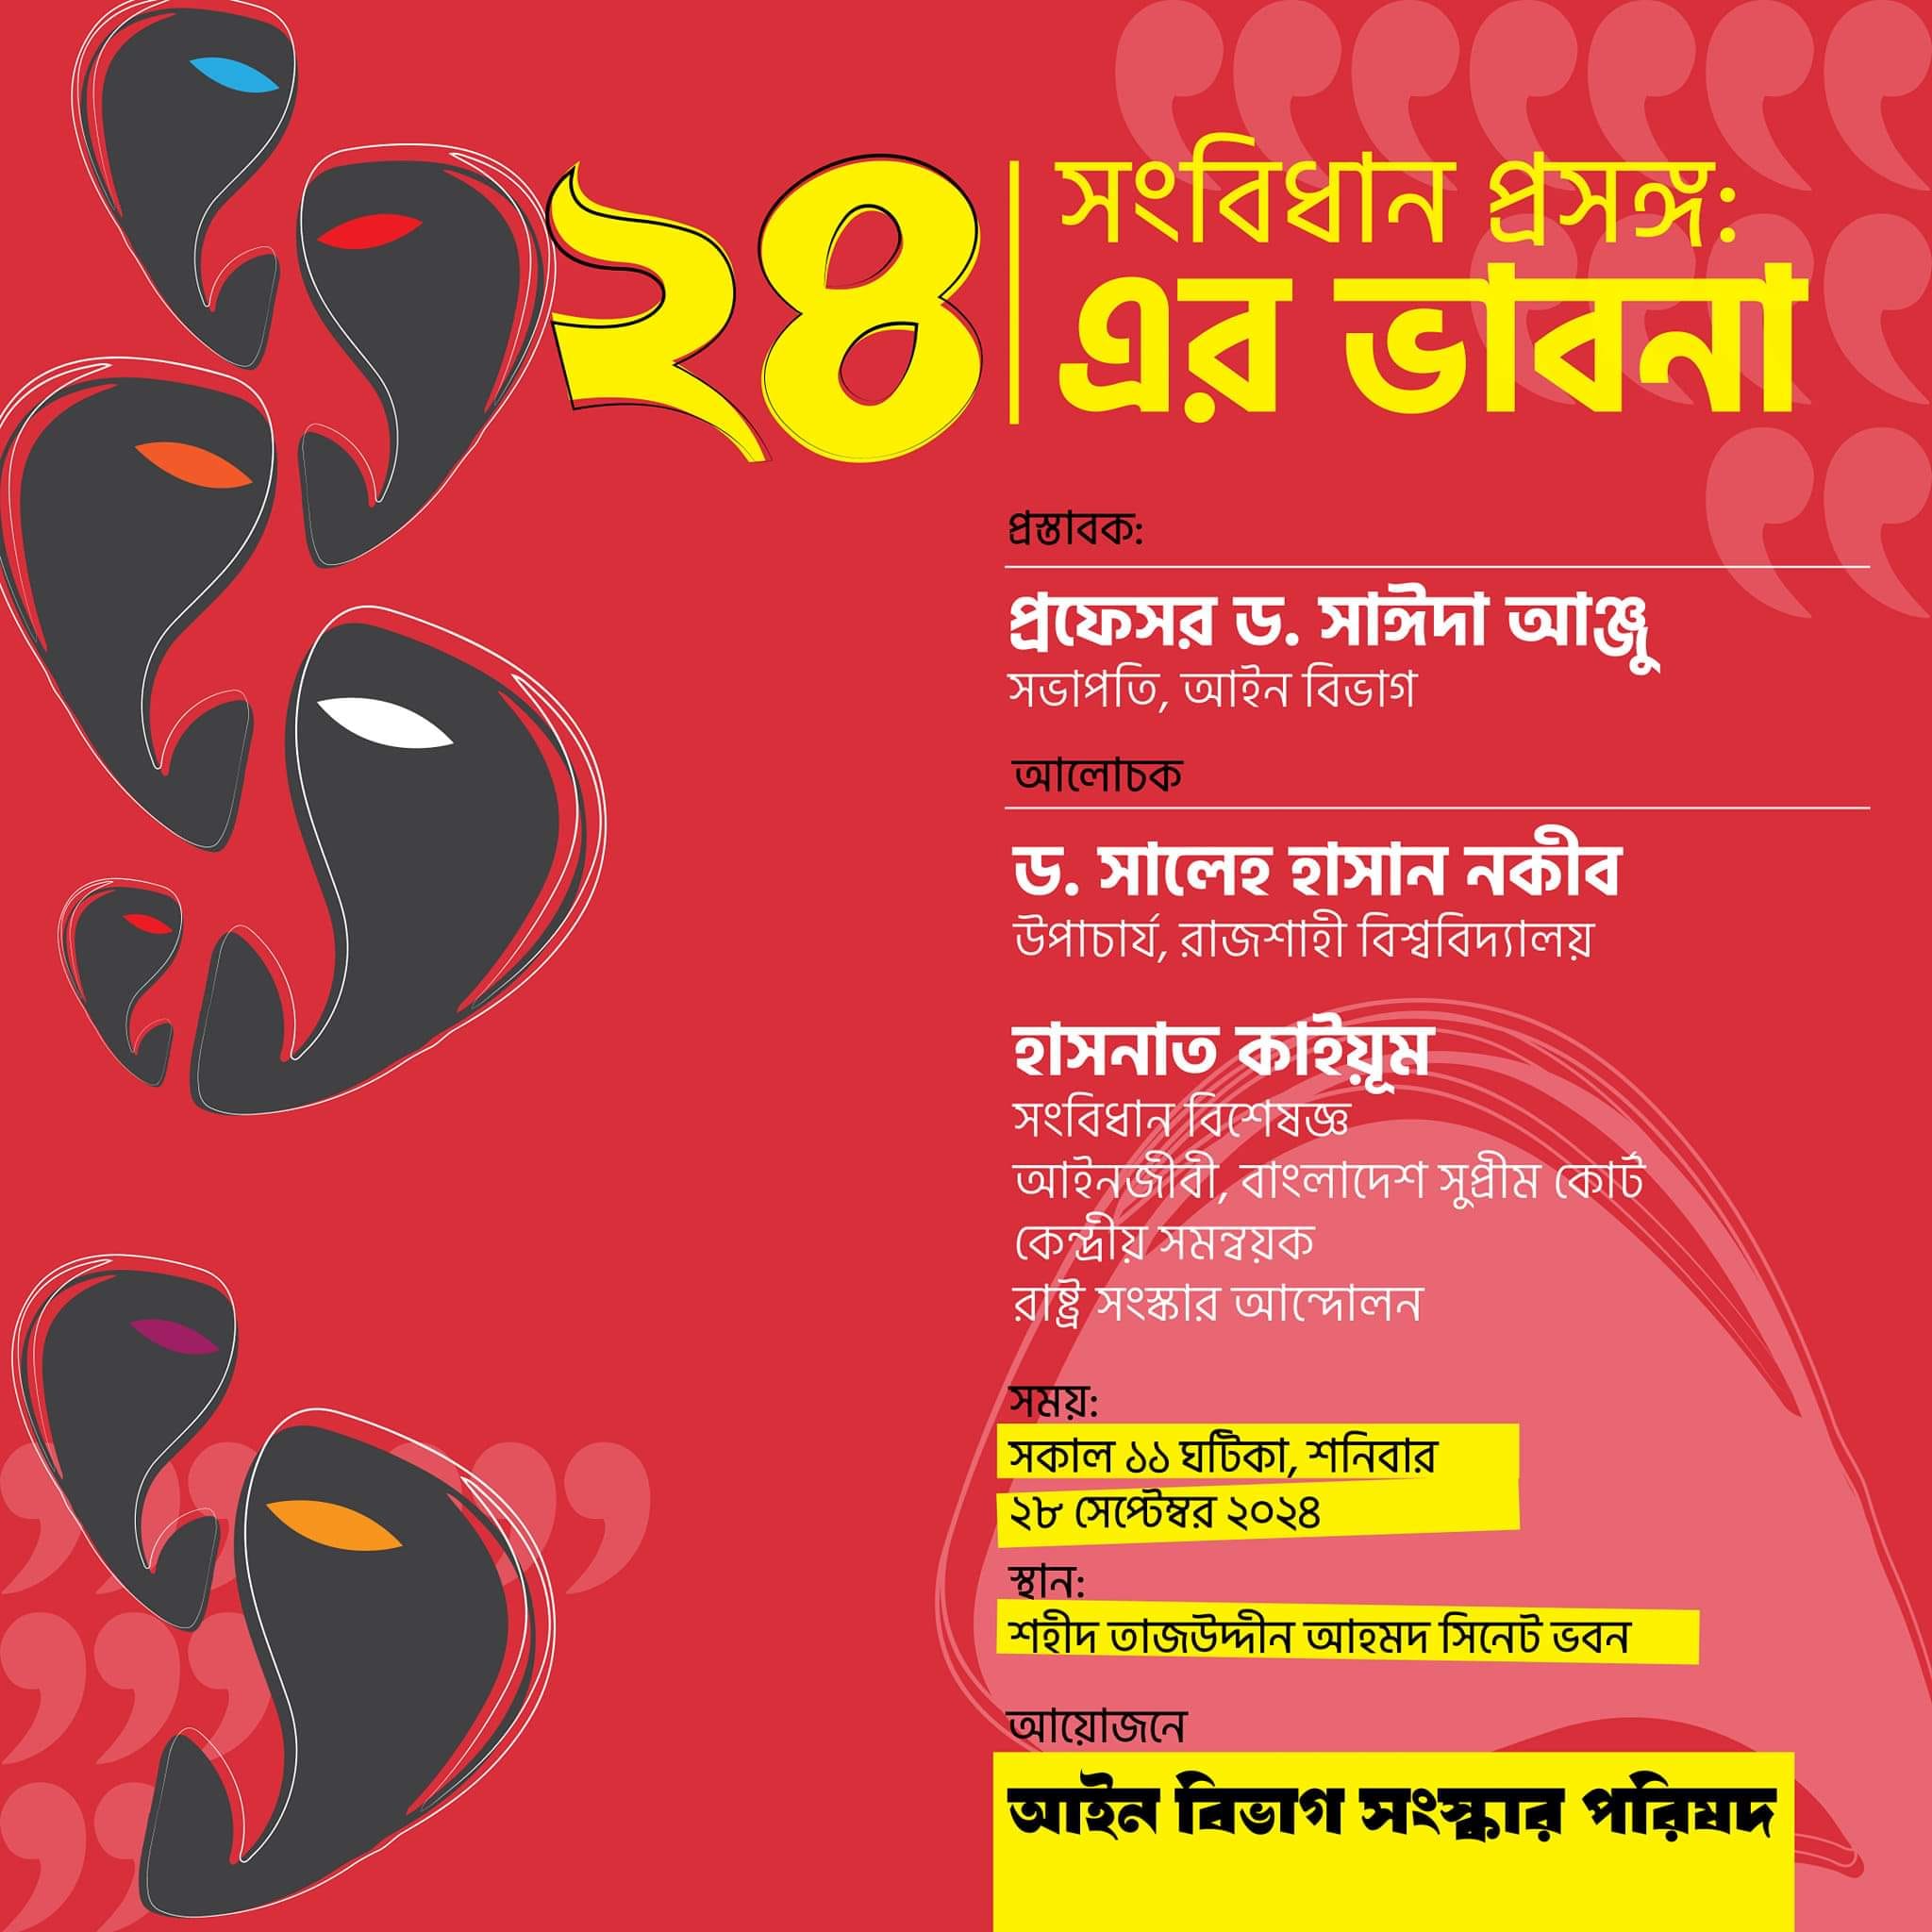 সংবিধান প্রসঙ্গ:
২৪ এর ভাবনা
প্রস্তাবক:
প্রফেসর ড. সাঈদা আঞ্জু
সভাপতি, আইন বিভাগ
আলোচক
ড. সালেহ হাসান নকীব
উপাচার্য, রাজশাহী বিশ্ববিদ্যালয়
হাসনাত কাইয়ূম
সংবিধান বিশেষজ্ঞ
আইনজীবী, বাংলাদেশ সুপ্রীম কোর্ট
কেন্দ্রীয় সমন্বয়ক
রাষ্ট্র সংস্কার আন্দোলন
সময়:
সকাল ১১ ঘটিকা, শনিবার
২৮ সেপ্টেম্বর ২০২৪
স্থান:
শহীদ তাজউদ্দীন আহমদ সিনেট ভবন
আয়োজনে
আইন বিভাগ সংস্কার পরিষদ